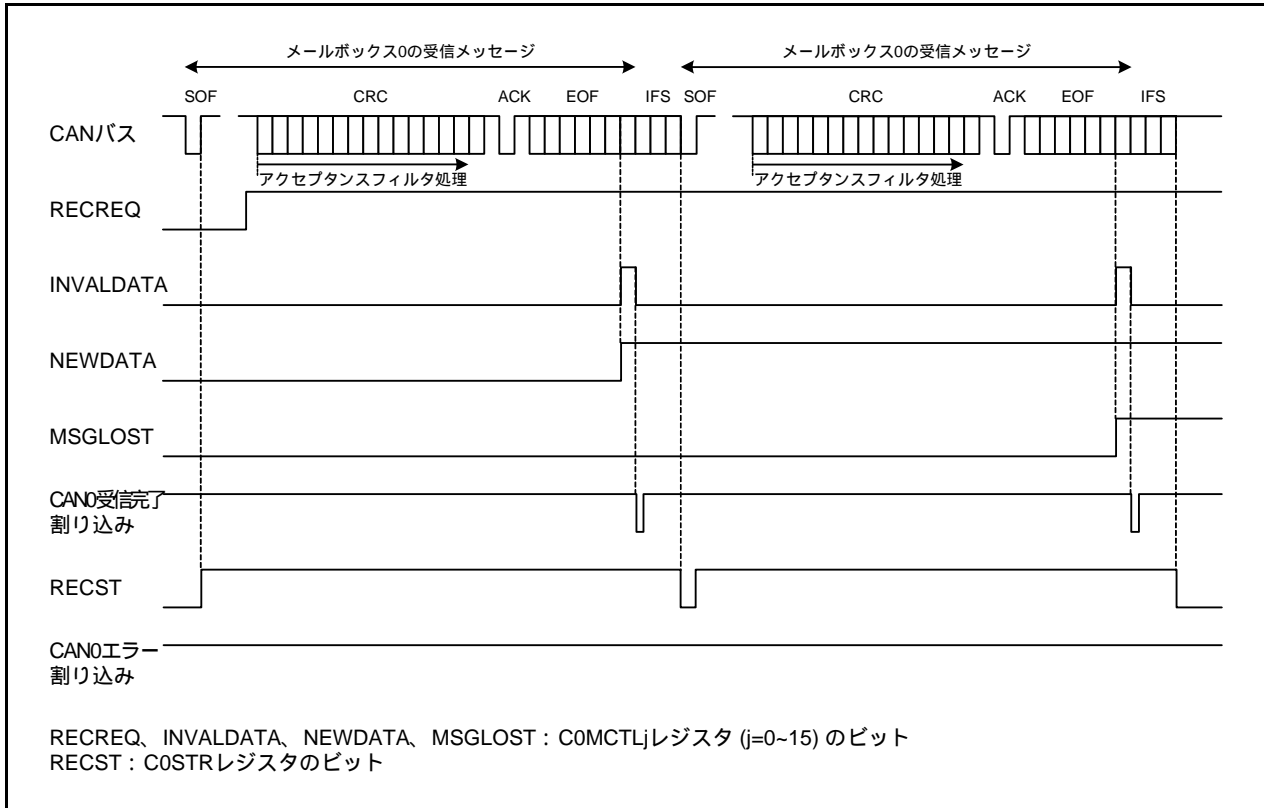 メールボックス0の受信メッセージ メールボックス0の受信メッセージ
SOF CRC ACK EOF IFS SOF CRC ACK EOF IFS
CANバス
アクセプタンスフィルタ処理 アクセプタンスフィルタ処理
RECREQ
INVALDATA
NEWDATA
MSGLOST
CAN0受信完了
割り込み
RECST
CAN0エラー
割り込み
RECREQ、INVALDATA、NEWDATA、MSGLOST：C0MCTLjレジスタ (j=0~15) のビット
RECST：C0STRレジスタのビット